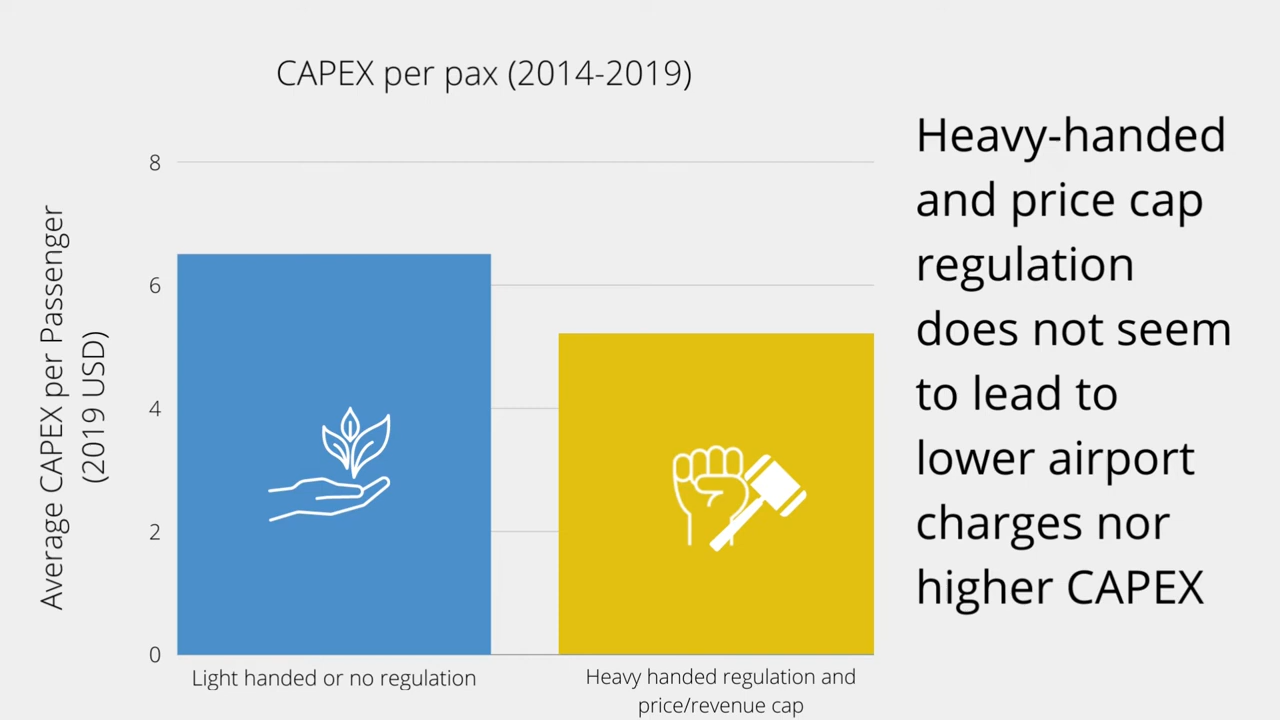 CAPEX per pax (2014-2019)
Average CAPEX per Passenger
(2019 USD)
8
6
4
2
0
Light handed or no regulation
Heavy handed regulation and
price/revenue cap
Heavy-handed
and price cap
regulation
does not seem
to lead to
lower airport
charges nor
higher CAPEX